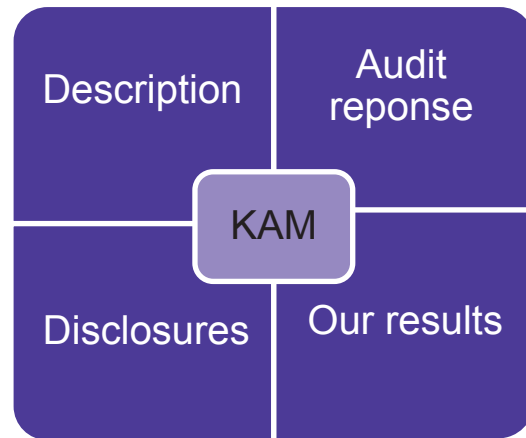 Description
Audit
reponse
KAM
Disclosures
Our results